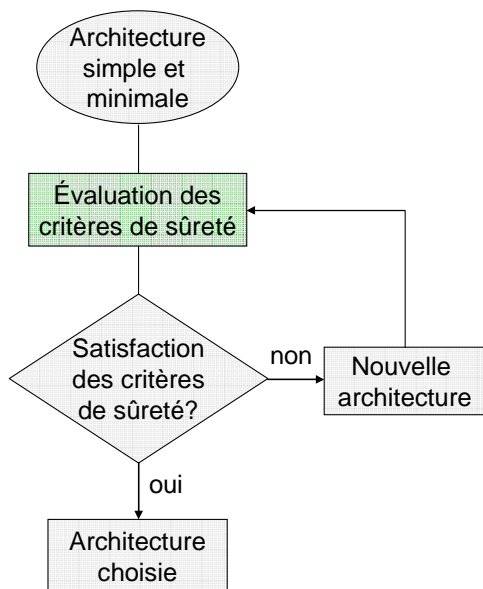 Architecture
simple et
minimale
Évaluation des
critères de sûreté
Satisfaction
des critères
de sûreté?
non
Nouvelle
architecture
oui
Architecture
choisie